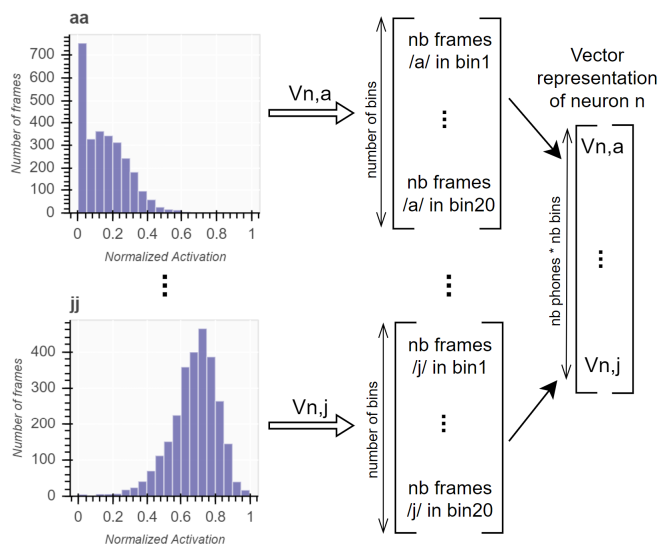 aa
Number of frames
700
600
500
400
300
200
100
0
0
0.2
0.4
0.6
0.8
1
Normalized Activation
Vn,a
number of bins
nb frames
/a/ in bin1
...
nb frames
/a/ in bin20
Vector
representation
of neuron n
nb phones * nb bins
Vn,a
...
Vn,j
...
...
jj
Number of frames
400
300
200
100
0
0
0.2
0.4
0.6
0.8
1
Normalized Activation
Vn,j
number of bins
nb frames
/j/ in bin1
...
nb frames
/j/ in bin20